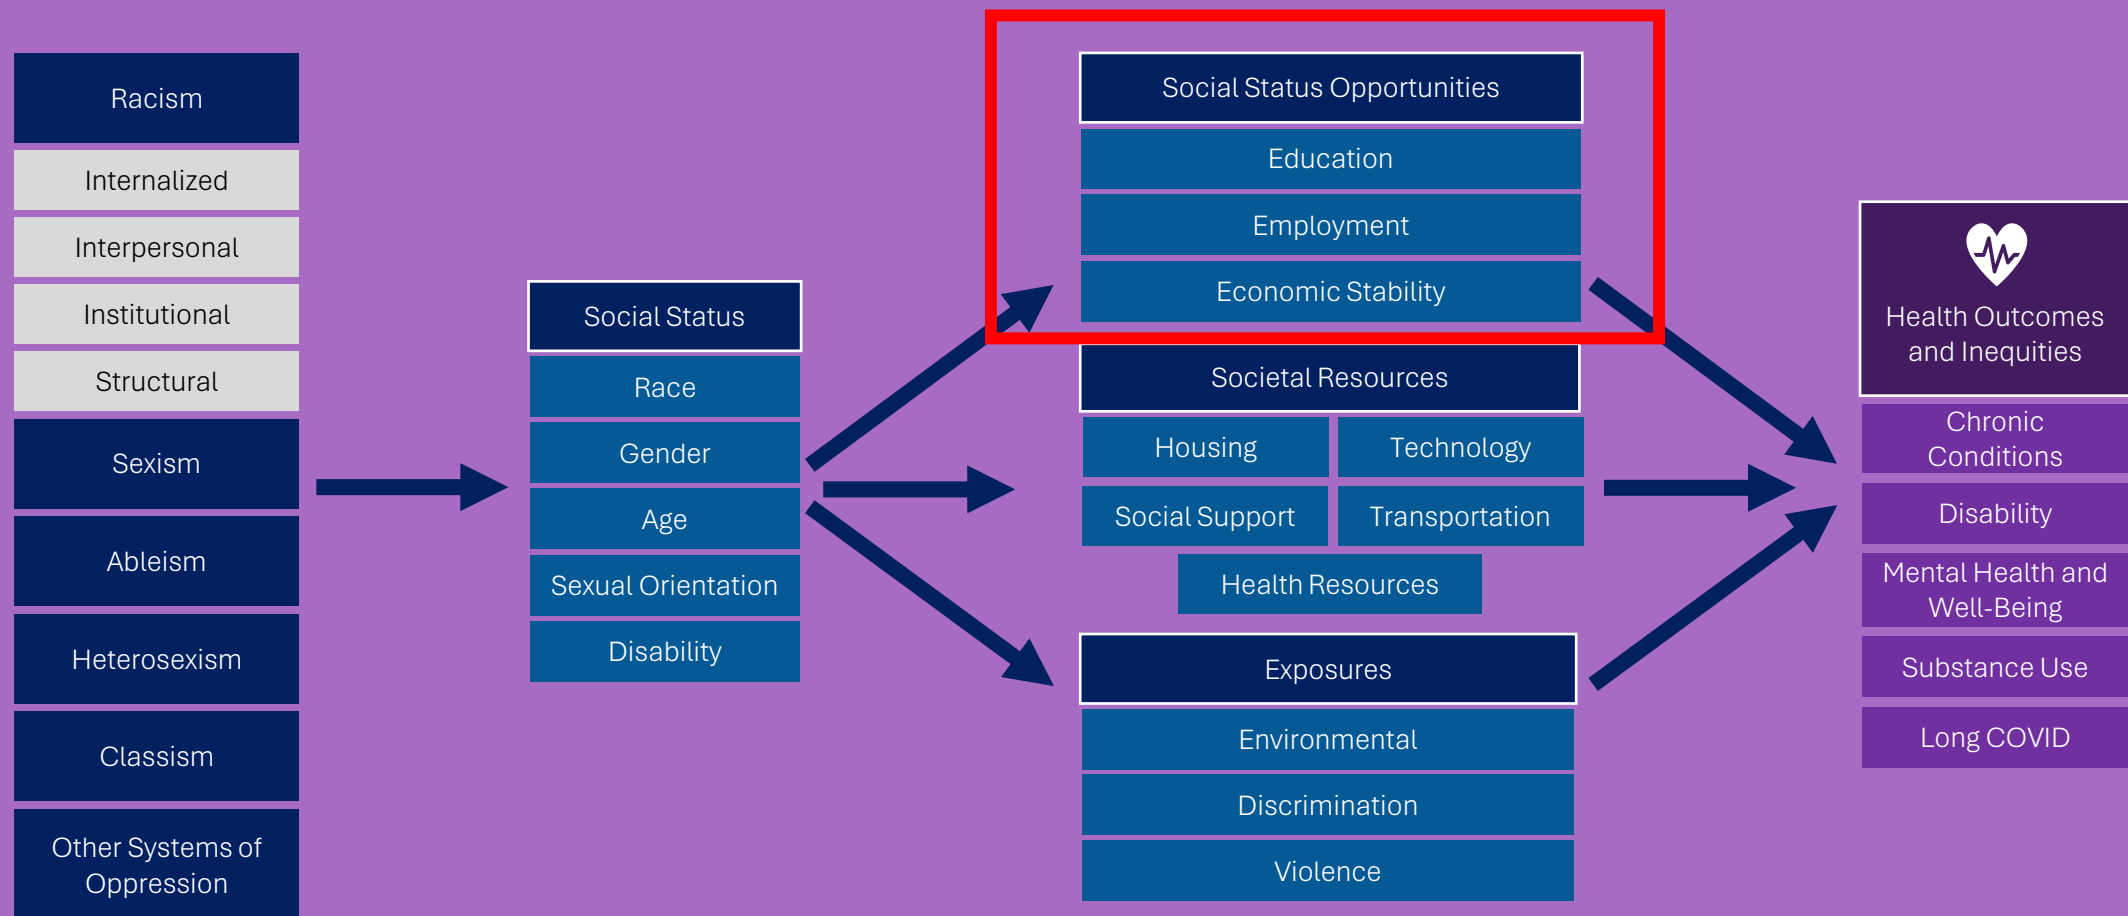 Racism
Internalized
Interpersonal
Institutional
Structural
Sexism
Ableism
Heterosexism
Classism
Other Systems of
Oppression
Social Status
Race
Gender
Age
Sexual Orientation
Disability
Social Status Opportunities
Education
Employment
Economic Stability
Societal Resources
Housing
Technology
Social Support
Transportation
Health Resources
Exposures
Environmental
Discrimination
Violence
Health Outcomes
and Inequities
Chronic
Conditions
Disability
Mental Health and
Well-Being
Substance Use
Long COVID